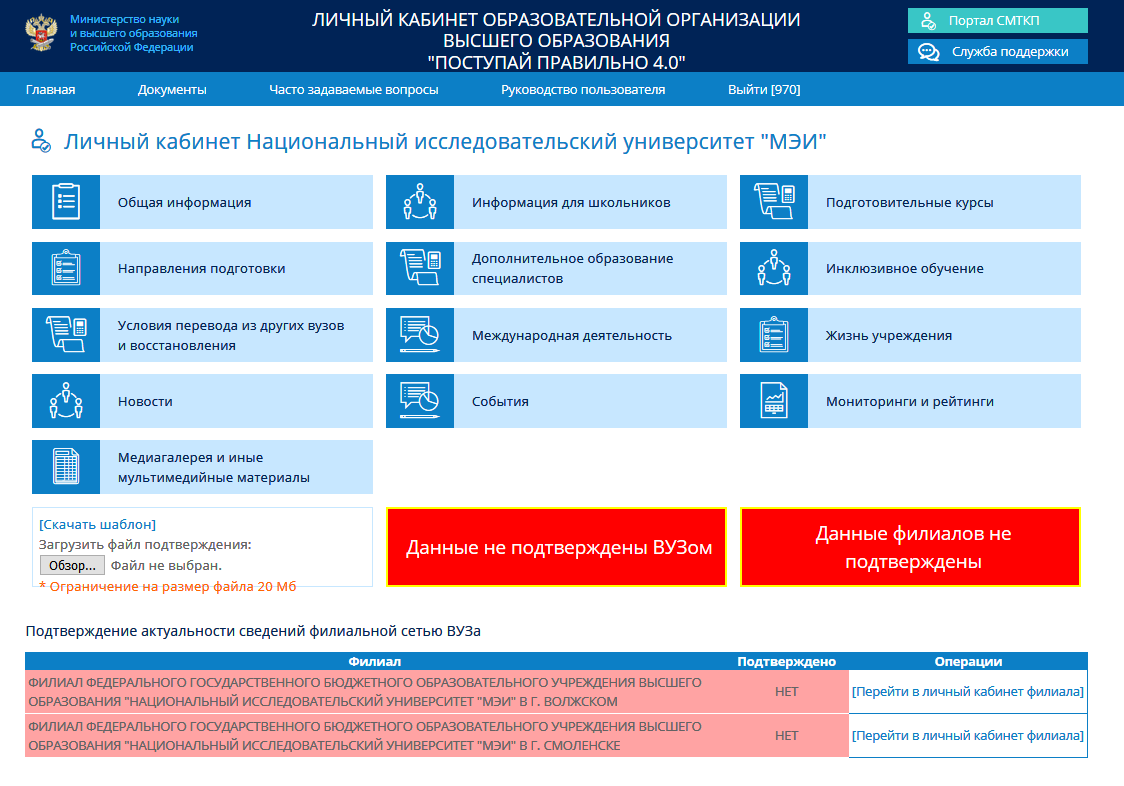 Министерство науки
и высшего образования
Российской Федерации
ЛИЧНЫЙ КАБИНЕТ ОБРАЗОВАТЕЛЬНОЙ ОРГАНИЗАЦИИ
ВЫСШЕГО ОБРАЗОВАНИЯ
"ПОСТУПАЙ ПРАВИЛЬНО 4.0"
Портал СМТКП
Служба поддержки
Главная Документы Часто задаваемые вопросы Руководство пользователя Выйти [970]
Личный кабинет Национальный исследовательский университет "МЭИ"
Общая информация
Информация для школьников
Подготовительные курсы
Направления подготовки
Дополнительное образование
специалистов
Инклюзивное обучение
Условия перевода из других вузов
и восстановления
Международная деятельность
Жизнь учреждения
Новости
События
Мониторинги и рейтинги
Медиагалерея и иные
мультимедийные материалы
[Скачать шаблон]
Загрузить файл подтверждения:
Обзор... Файл не выбран.
* Ограничение на размер файла 20 Мб
Данные не подтверждены ВУЗом
Данные филиалов не
подтверждены
Подтверждение актуальности сведений филиальной сетью ВУЗа
Филиал Подтверждено Операции
ФИЛИАЛ ФЕДЕРАЛЬНОГО ГОСУДАРСТВЕННОГО БЮДЖЕТНОГО ОБРАЗОВАТЕЛЬНОГО УЧРЕЖДЕНИЯ ВЫСШЕГО
ОБРАЗОВАНИЯ "НАЦИОНАЛЬНЫЙ ИССЛЕДОВАТЕЛЬСКИЙ УНИВЕРСИТЕТ "МЭИ" В Г. ВОЛЖСКОМ
НЕТ
[Перейти в личный кабинет филиала]
ФИЛИАЛ ФЕДЕРАЛЬНОГО ГОСУДАРСТВЕННОГО БЮДЖЕТНОГО ОБРАЗОВАТЕЛЬНОГО УЧРЕЖДЕНИЯ ВЫСШЕГО
ОБРАЗОВАНИЯ "НАЦИОНАЛЬНЫЙ ИССЛЕДОВАТЕЛЬСКИЙ УНИВЕРСИТЕТ "МЭИ" В Г. СМОЛЕНСКЕ
НЕТ
[Перейти в личный кабинет филиала]